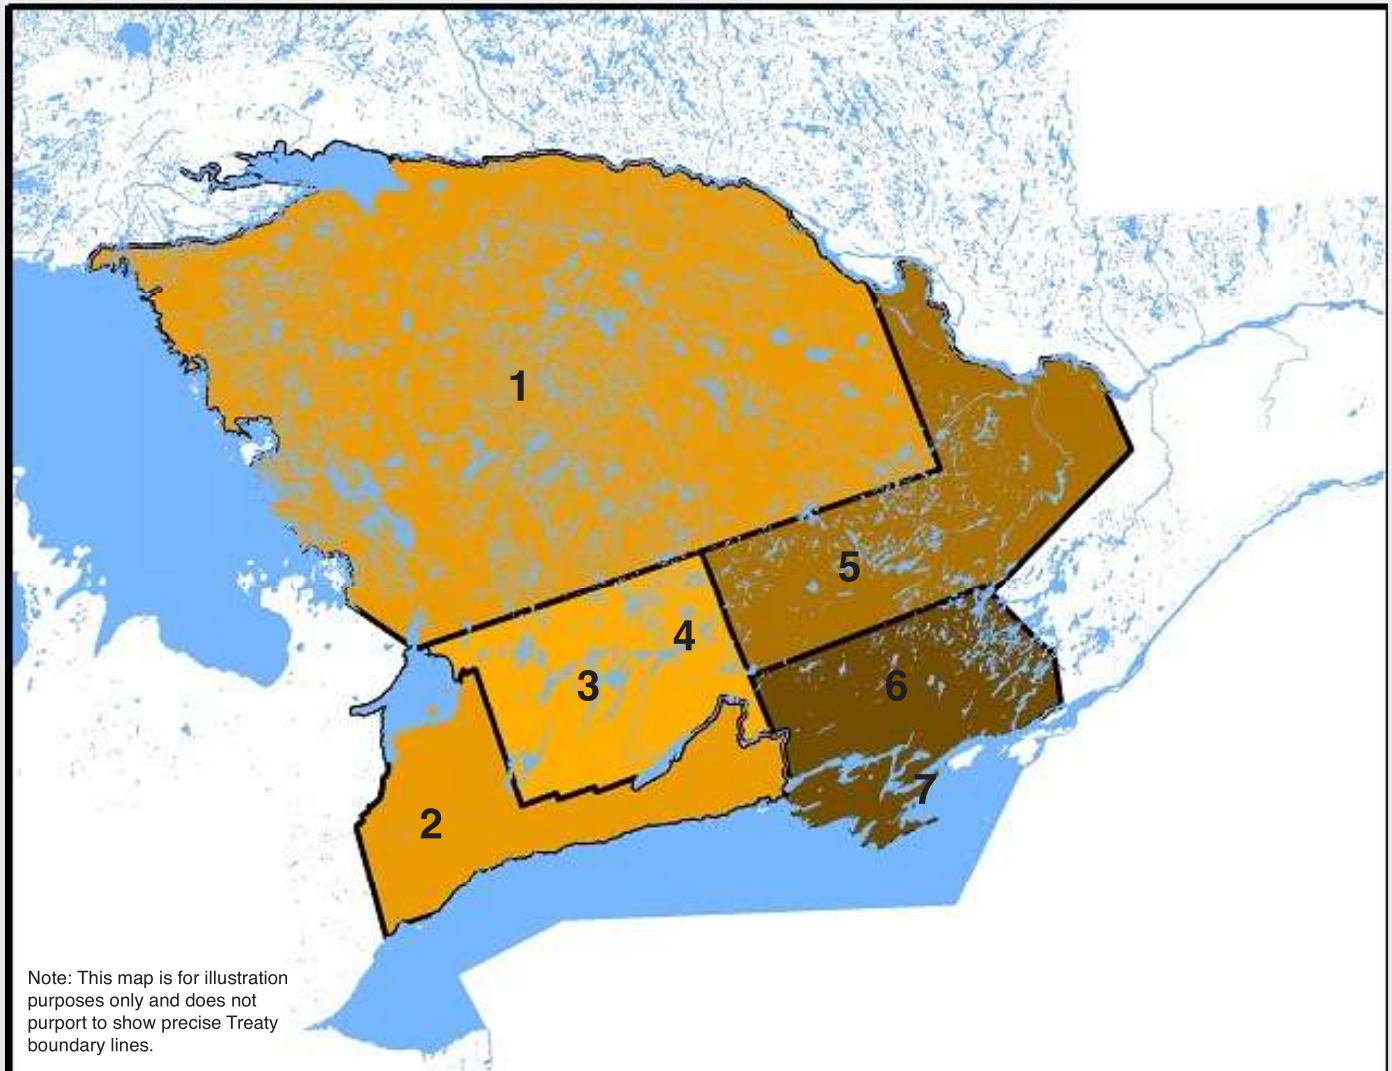 1
5
4
3
6
7
2
Note: This map is for illustration
purposes only and does not
purport to show precise Treaty
boundary lines.